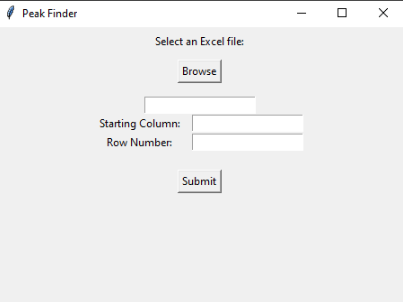 Peak Finder
Select an Excel file:
Browse
Starting Column:
Row Number:
Submit